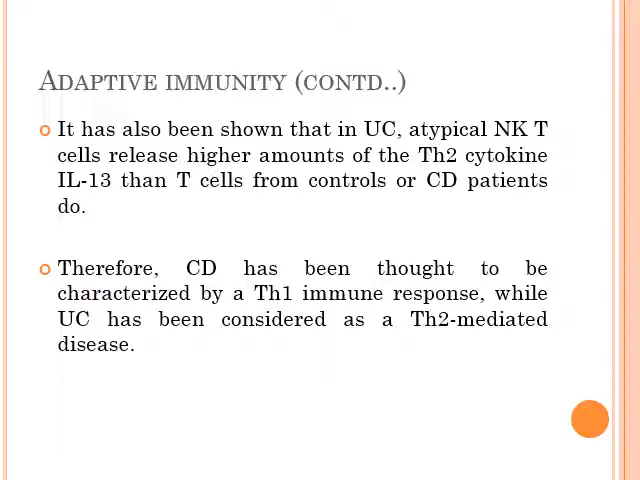 ADAPTIVE IMMUNITY (CONTD..)
It has also been shown that in UC, atypical NK T
cells release higher amounts of the Th2 cytokine
IL-13 than T cells from controls or CD patients
do.
Therefore, CD has been thought to be
characterized by a Th1 immune response, while
UC has been considered as a Th2-mediated
disease.